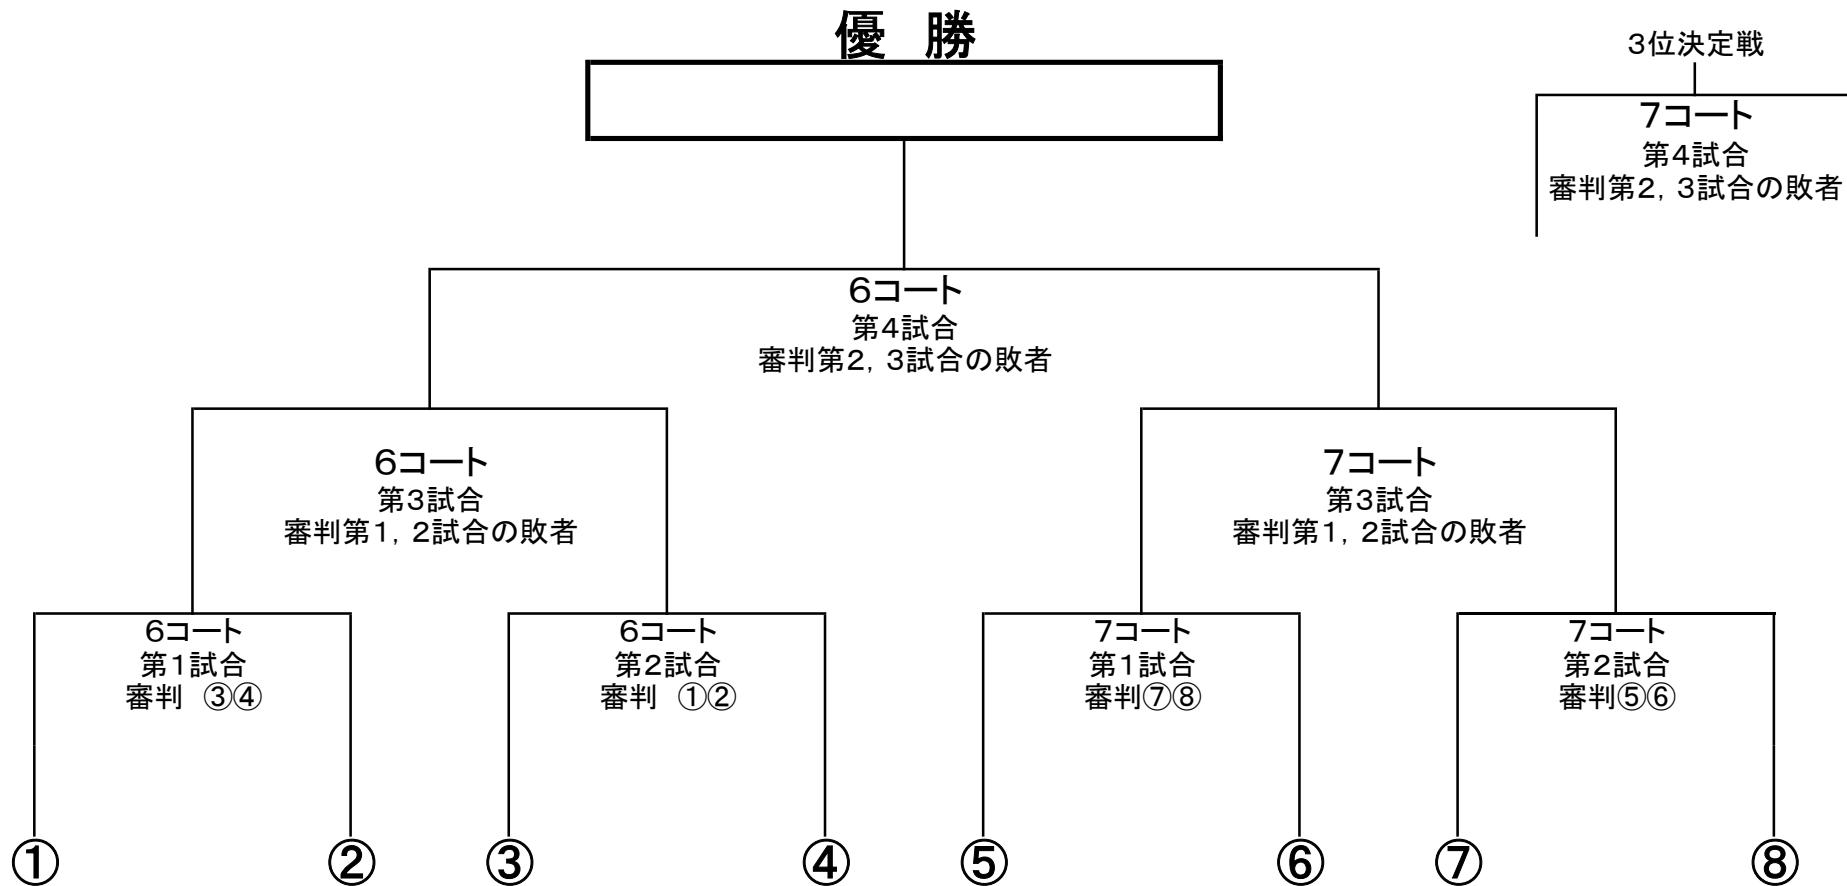 優　勝
3位決定戦
7コート
第4試合
審判第2，3試合の敗者
6コート
第4試合
審判第2，3試合の敗者
6コート
第3試合
審判第1，2試合の敗者
7コート
第3試合
審判第1，2試合の敗者
6コート
第1試合
審判　③④
6コート
第2試合
審判　①②
7コート
第1試合
審判⑦⑧
7コート
第2試合
審判⑤⑥
①
②
③
④
⑤
⑥
⑦
⑧